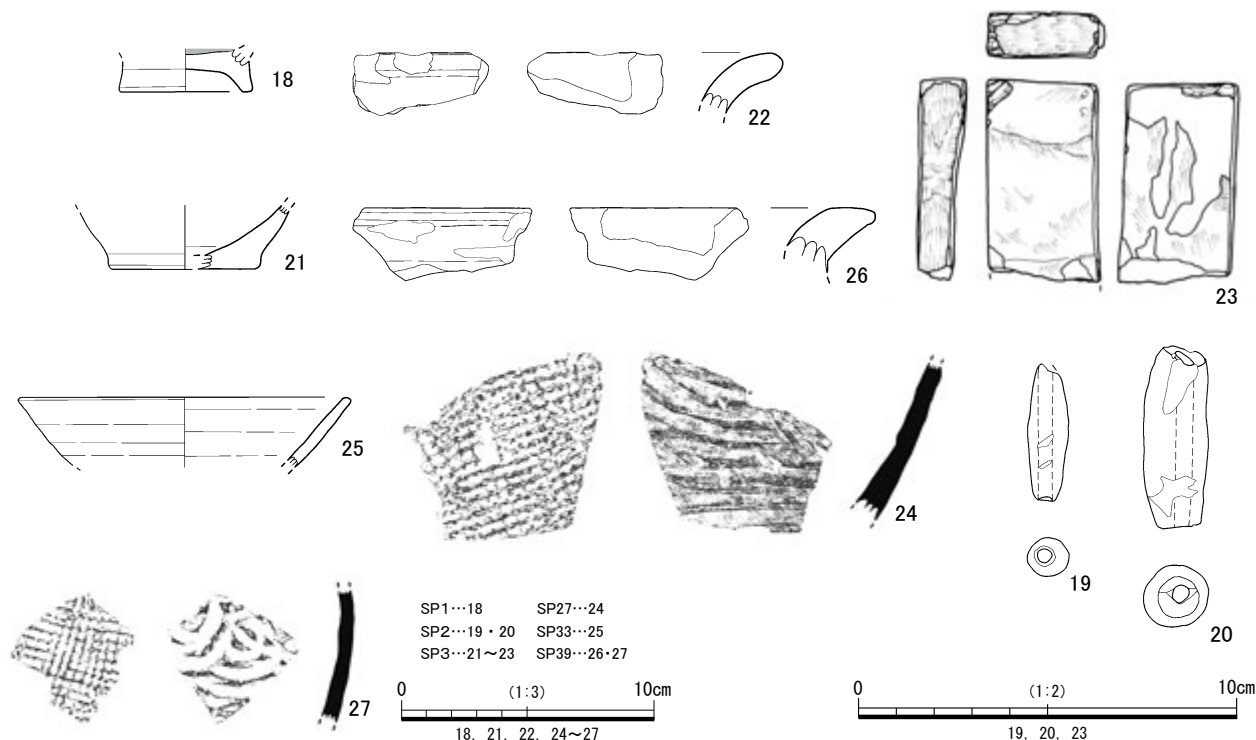 18
22
23
21
26
25
24
19
20
27
SP1…18 SP27…24
SP2…19・20 SP33…25
SP3…21～23 SP39…26・27
0 (1:3) 10cm
18, 21, 22, 24～27
0 (1:2) 10cm
19, 20, 23